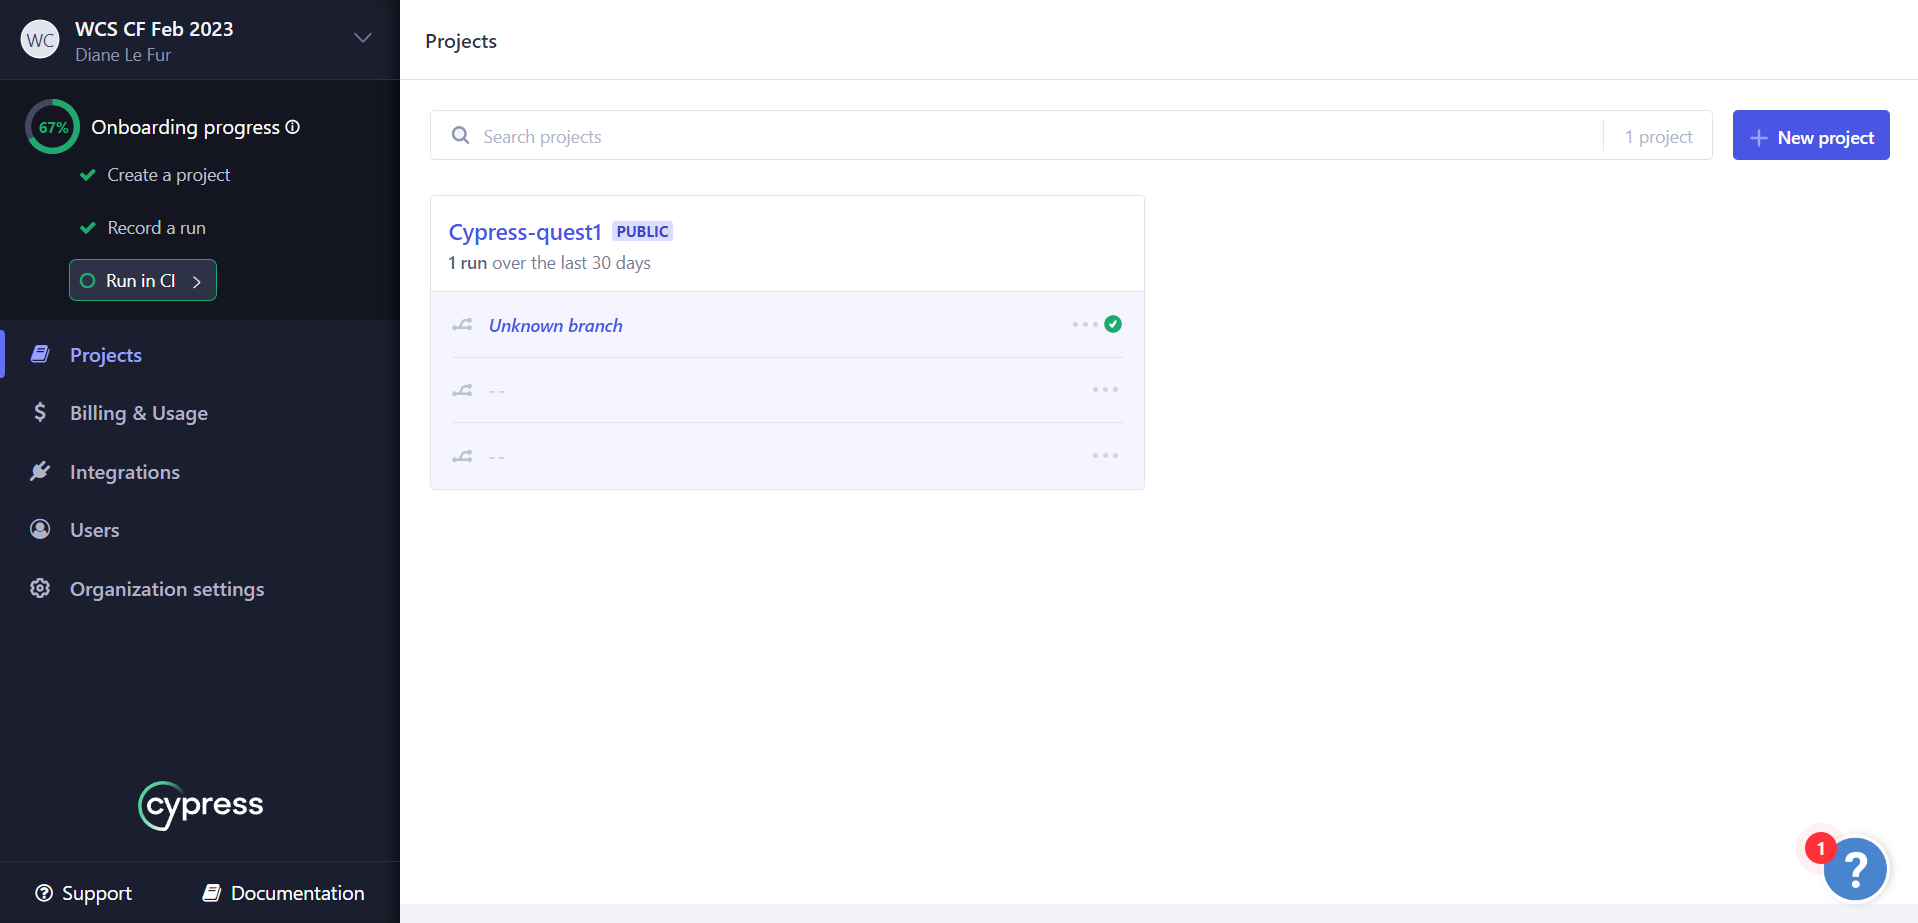 WC
WCS CF Feb 2023
Diane Le Fur
67%
Onboarding progress
Create a project
Record a run
Run in CI
Projects
Billing & Usage
Integrations
Users
Organization settings
cypress
Support
Documentation
Projects
Search projects
1 project
New project
Cypress-quest1 PUBLIC
1 run over the last 30 days
Unknown branch
--
--
1
?